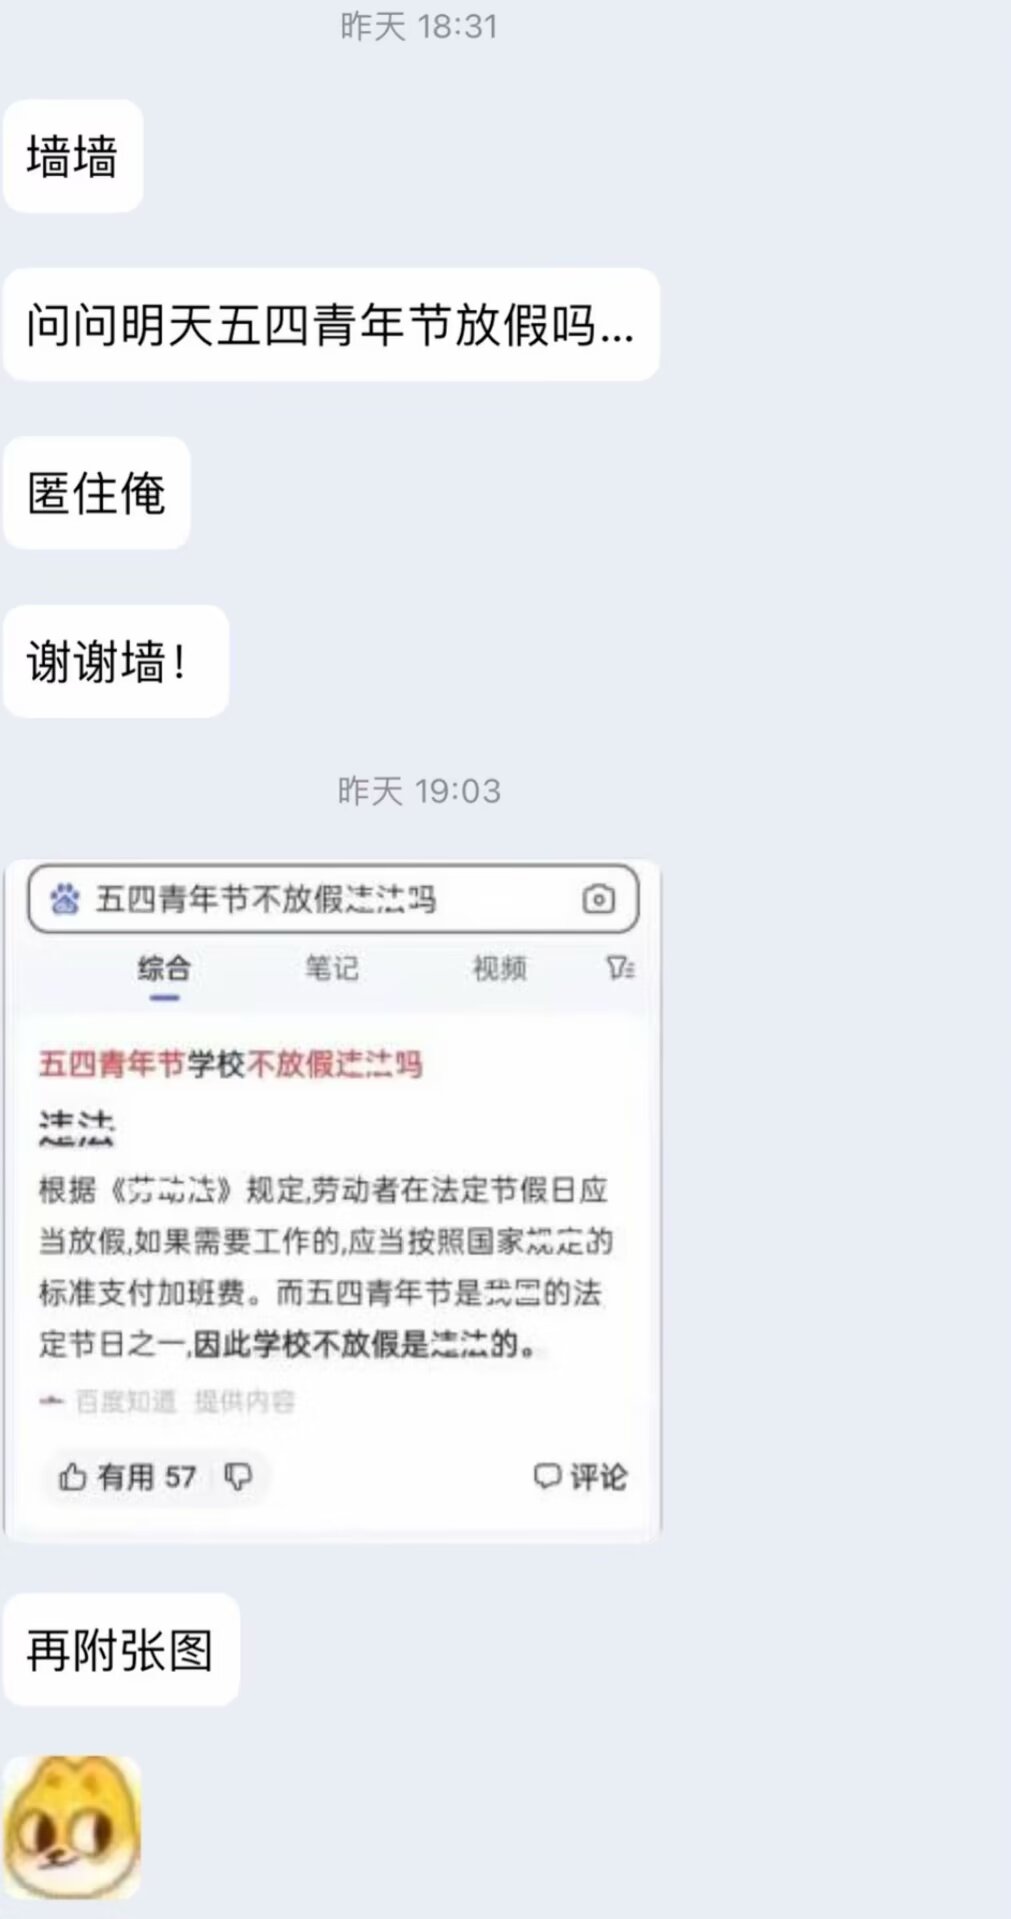 昨天 18:31
墙墙
问问明天五四青年节放假吗...
匿住俺
谢谢墙！
昨天 19:03
五四青年节不放假违法吗
综合 笔记 视频
五四青年节学校不放假违法吗
违法
根据《劳动法》规定,劳动者在法定节假日应
当放假,如果需要工作的,应当按照国家规定的
标准支付加班费。而五四青年节是我国的法
定节日之一,因此学校不放假是违法的。
百度知道 提供内容
有用 57 评论
再附张图